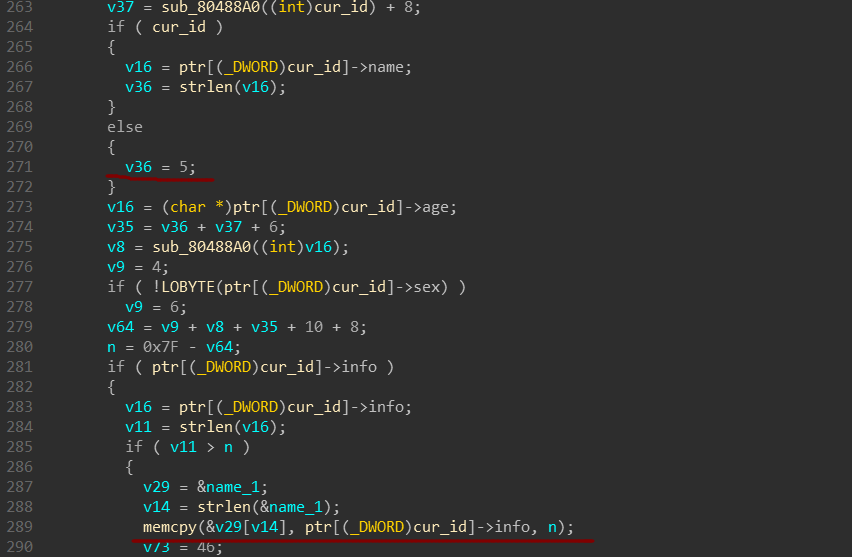 263 v37 = sub_80488A0((int)cur_id) + 8;
264 if ( cur_id )
265 {
266 v16 = ptr[(_DWORD)cur_id]->name;
267 v36 = strlen(v16);
268 }
269 else
270 {
271 v36 = 5;
272 }
273 v16 = (char *)ptr[(_DWORD)cur_id]->age;
274 v35 = v36 + v37 + 6;
275 v8 = sub_80488A0((int)v16);
276 v9 = 4;
277 if ( !LOBYTE(ptr[(_DWORD)cur_id]->sex) )
278 v9 = 6;
279 v64 = v9 + v8 + v35 + 10 + 8;
280 n = 0x7F - v64;
281 if ( ptr[(_DWORD)cur_id]->info )
282 {
283 v16 = ptr[(_DWORD)cur_id]->info;
284 v11 = strlen(v16);
285 if ( v11 > n )
286 {
287 v29 = &name_1;
288 v14 = strlen(&name_1);
289 memcpy(&v29[v14], ptr[(_DWORD)cur_id]->info, n);
290 v73 = 46;